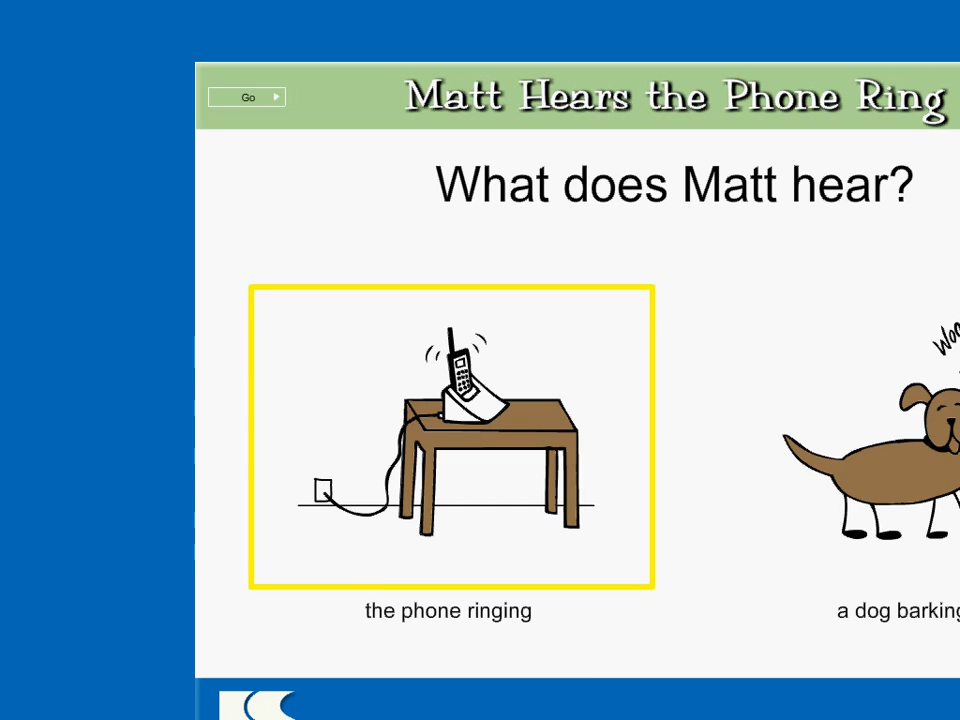 Go
Matt Hears the Phone Ring
What does Matt hear?
the phone ringing
a dog barking